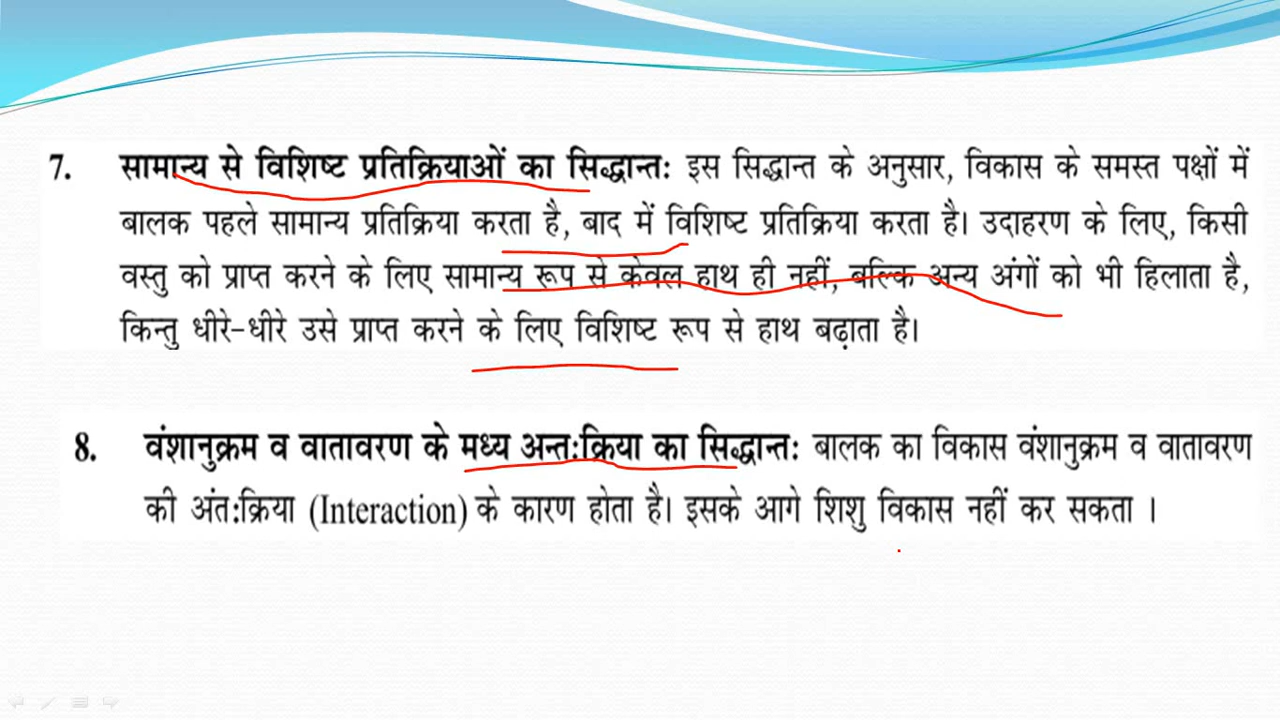 7. सामान्य से विशिष्ट प्रतिक्रियाओं का सिद्धान्तः इस सिद्धान्त के अनुसार, विकास के समस्त पक्षों में
बालक पहले सामान्य प्रतिक्रिया करता है, बाद में विशिष्ट प्रतिक्रिया करता है। उदाहरण के लिए, किसी
वस्तु को प्राप्त करने के लिए सामान्य रूप से केवल हाथ ही नहीं, बल्कि अन्य अंगों को भी हिलाता है,
किन्तु धीरे-धीरे उसे प्राप्त करने के लिए विशिष्ट रूप से हाथ बढ़ाता है।
8. वंशानुक्रम व वातावरण के मध्य अन्तःक्रिया का सिद्धान्तः बालक का विकास वंशानुक्रम व वातावरण
की अंतःक्रिया (Interaction) के कारण होता है। इसके आगे शिशु विकास नहीं कर सकता ।